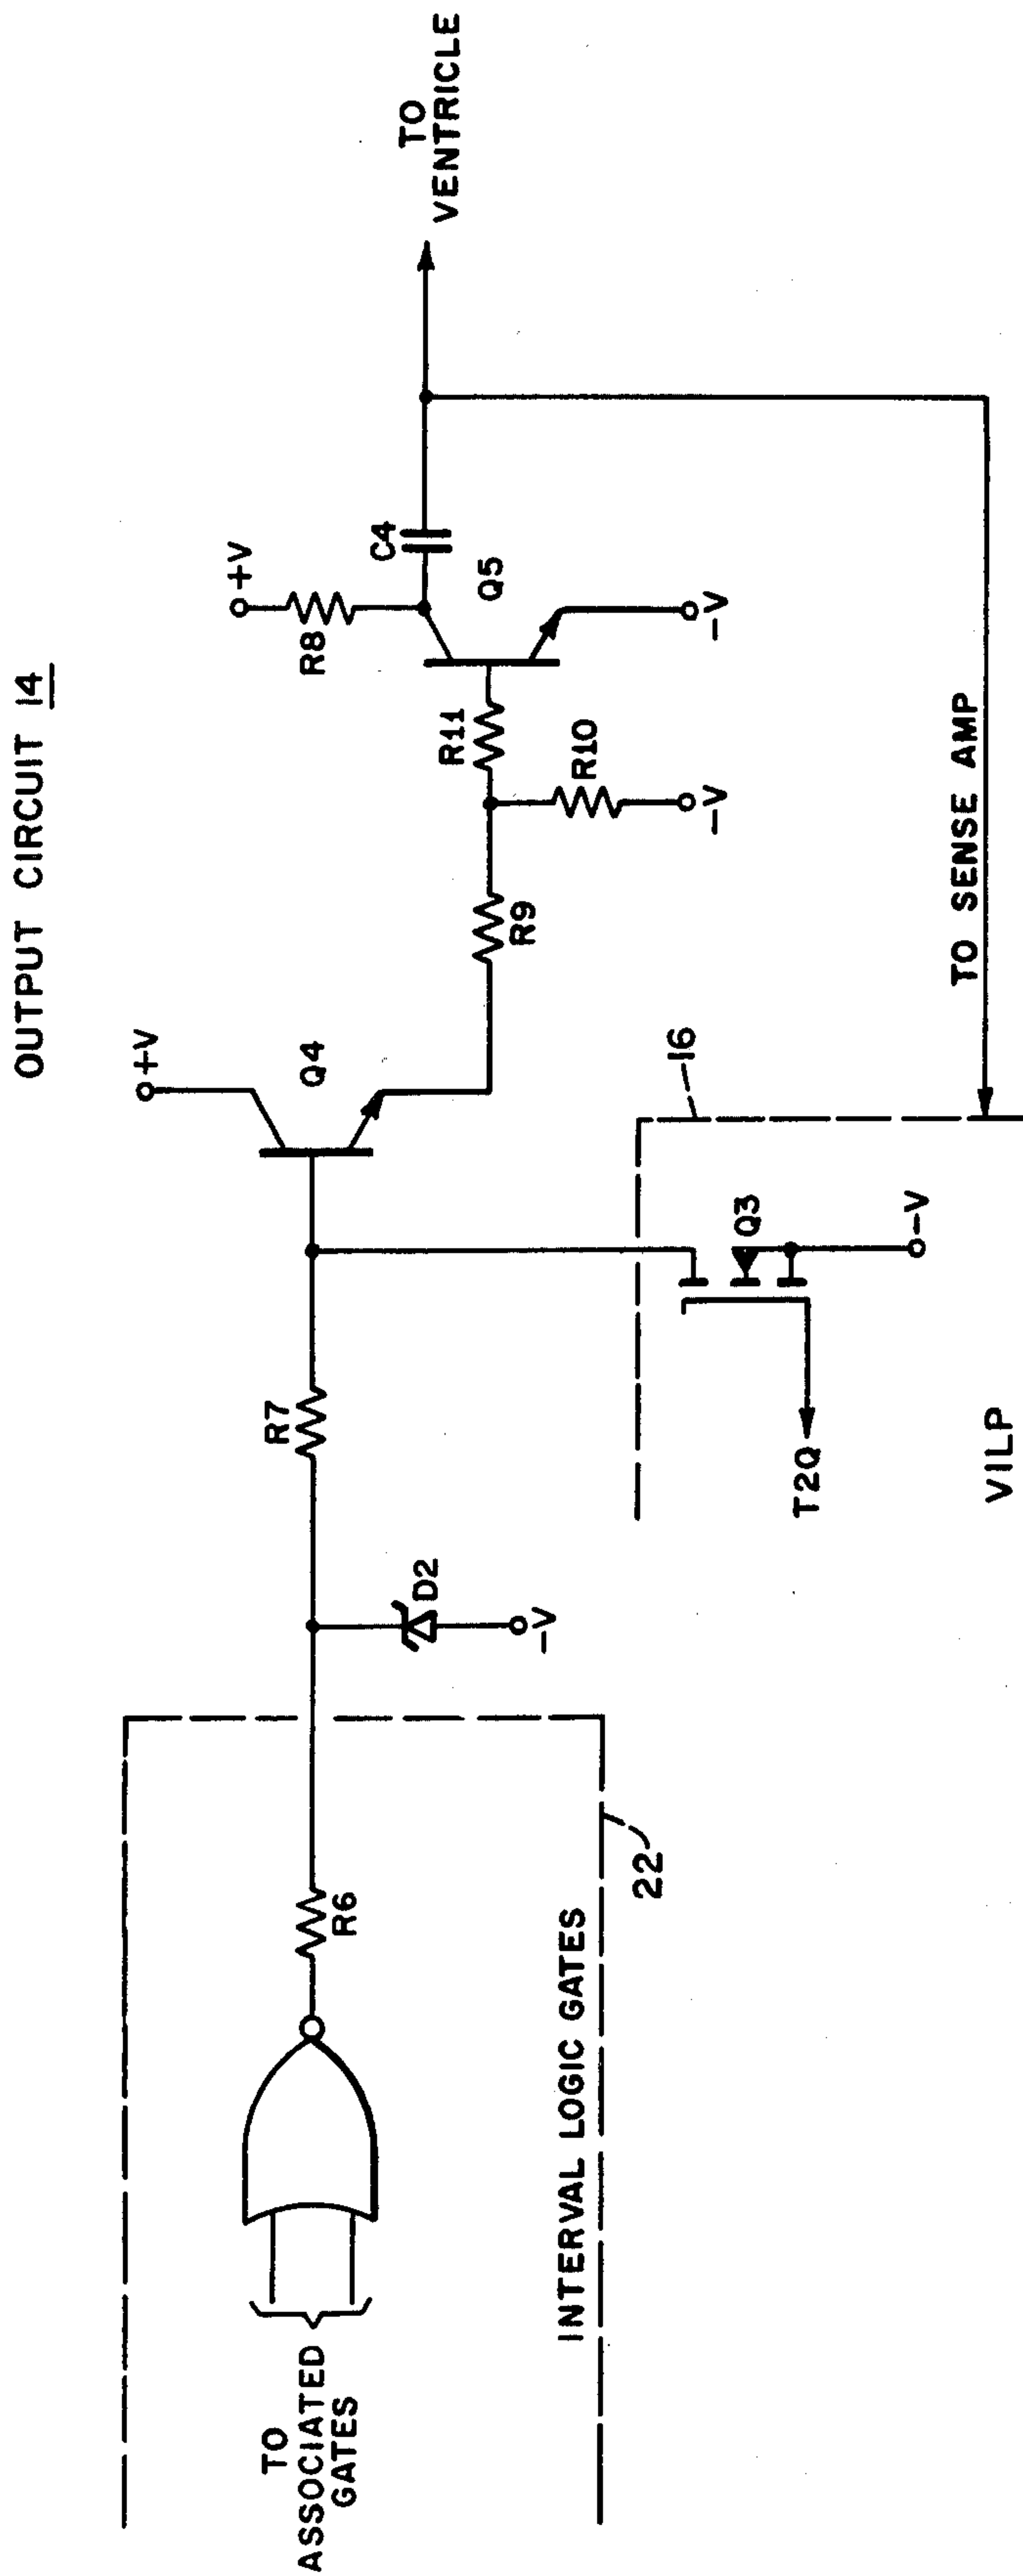 OUTPUT CIRCUIT 14
+V
Q4
+V
R8
C4
Q5
TO
VENTRICLE
R7
R11
R9
R10
-V
-V
R6
D2
-V
TO
ASSOCIATED
GATES
INTERVAL LOGIC GATES
22
16
Q3
-V
T2Q
VILP
TO SENSE AMP